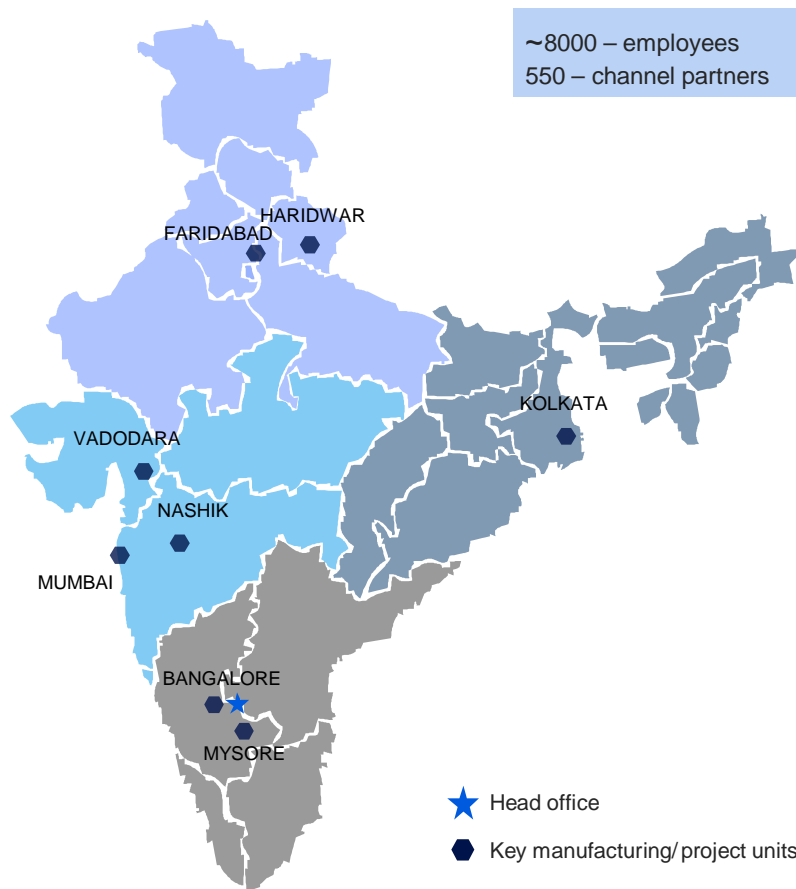 ~8000 – employees
550 – channel partners
HARIDWAR
FARIDABAD
KOLKATA
VADODARA
NASHIK
MUMBAI
BANGALORE
MYSORE
Head office
Key manufacturing/ project units